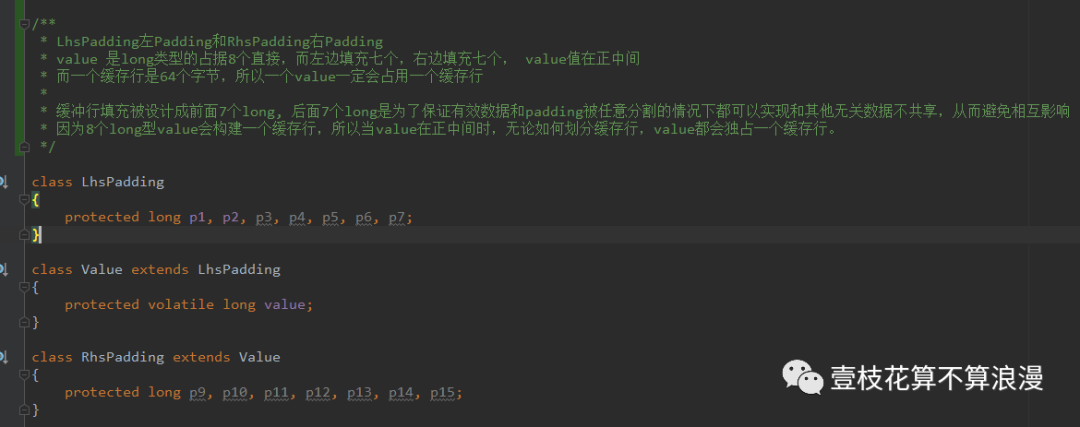 /**
* LhsPadding左Padding和RhsPadding右Padding
* value 是long类型的占据8个直接，而左边填充七个，右边填充七个， value值在正中间
* 而一个缓存行是64个字节，所以一个value一定会占用一个缓存行
*
* 缓冲行填充被设计成前面7个long, 后面7个long是为了保证有效数据和padding被任意分割的情况下都可以实现和其他无关数据不共享，从而避免相互影响
* 因为8个long型value会构建一个缓存行，所以当value在正中间时，无论如何划分缓存行，value都会独占一个缓存行。
*/
class LhsPadding
{
protected long p1, p2, p3, p4, p5, p6, p7;
}
class Value extends LhsPadding
{
protected volatile long value;
}
class RhsPadding extends Value
{
protected long p9, p10, p11, p12, p13, p14, p15;
}
壹枝花算不算浪漫